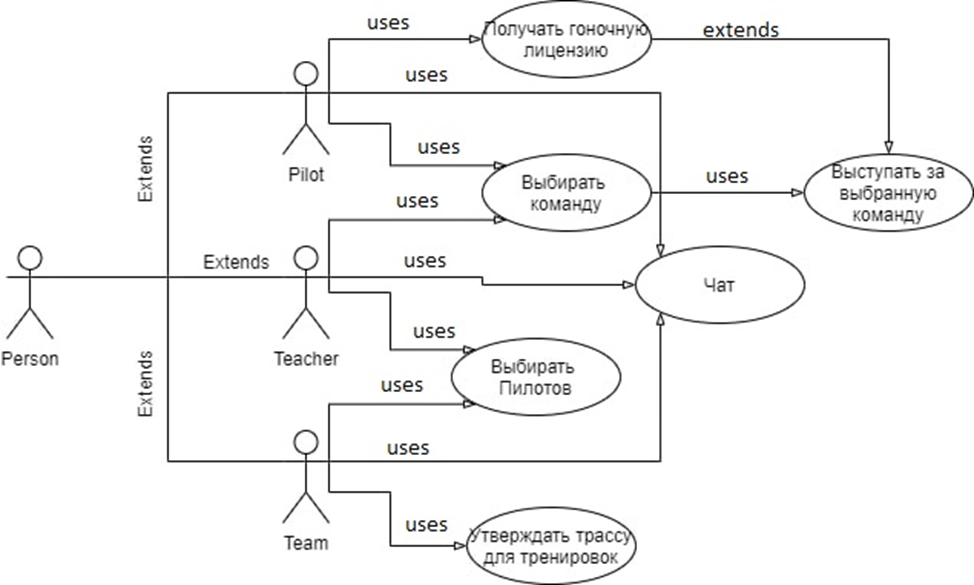 uses
Получать гоночную
лицензию
extends
uses
Extends
Pilot
uses
Выбирать
команду
uses
Выступать за
выбранную
команду
uses
Extends
uses
Чат
Person
Teacher
uses
Выбирать
Пилотов
Extends
uses
uses
Team
uses
Утверждать трассу
для тренировок